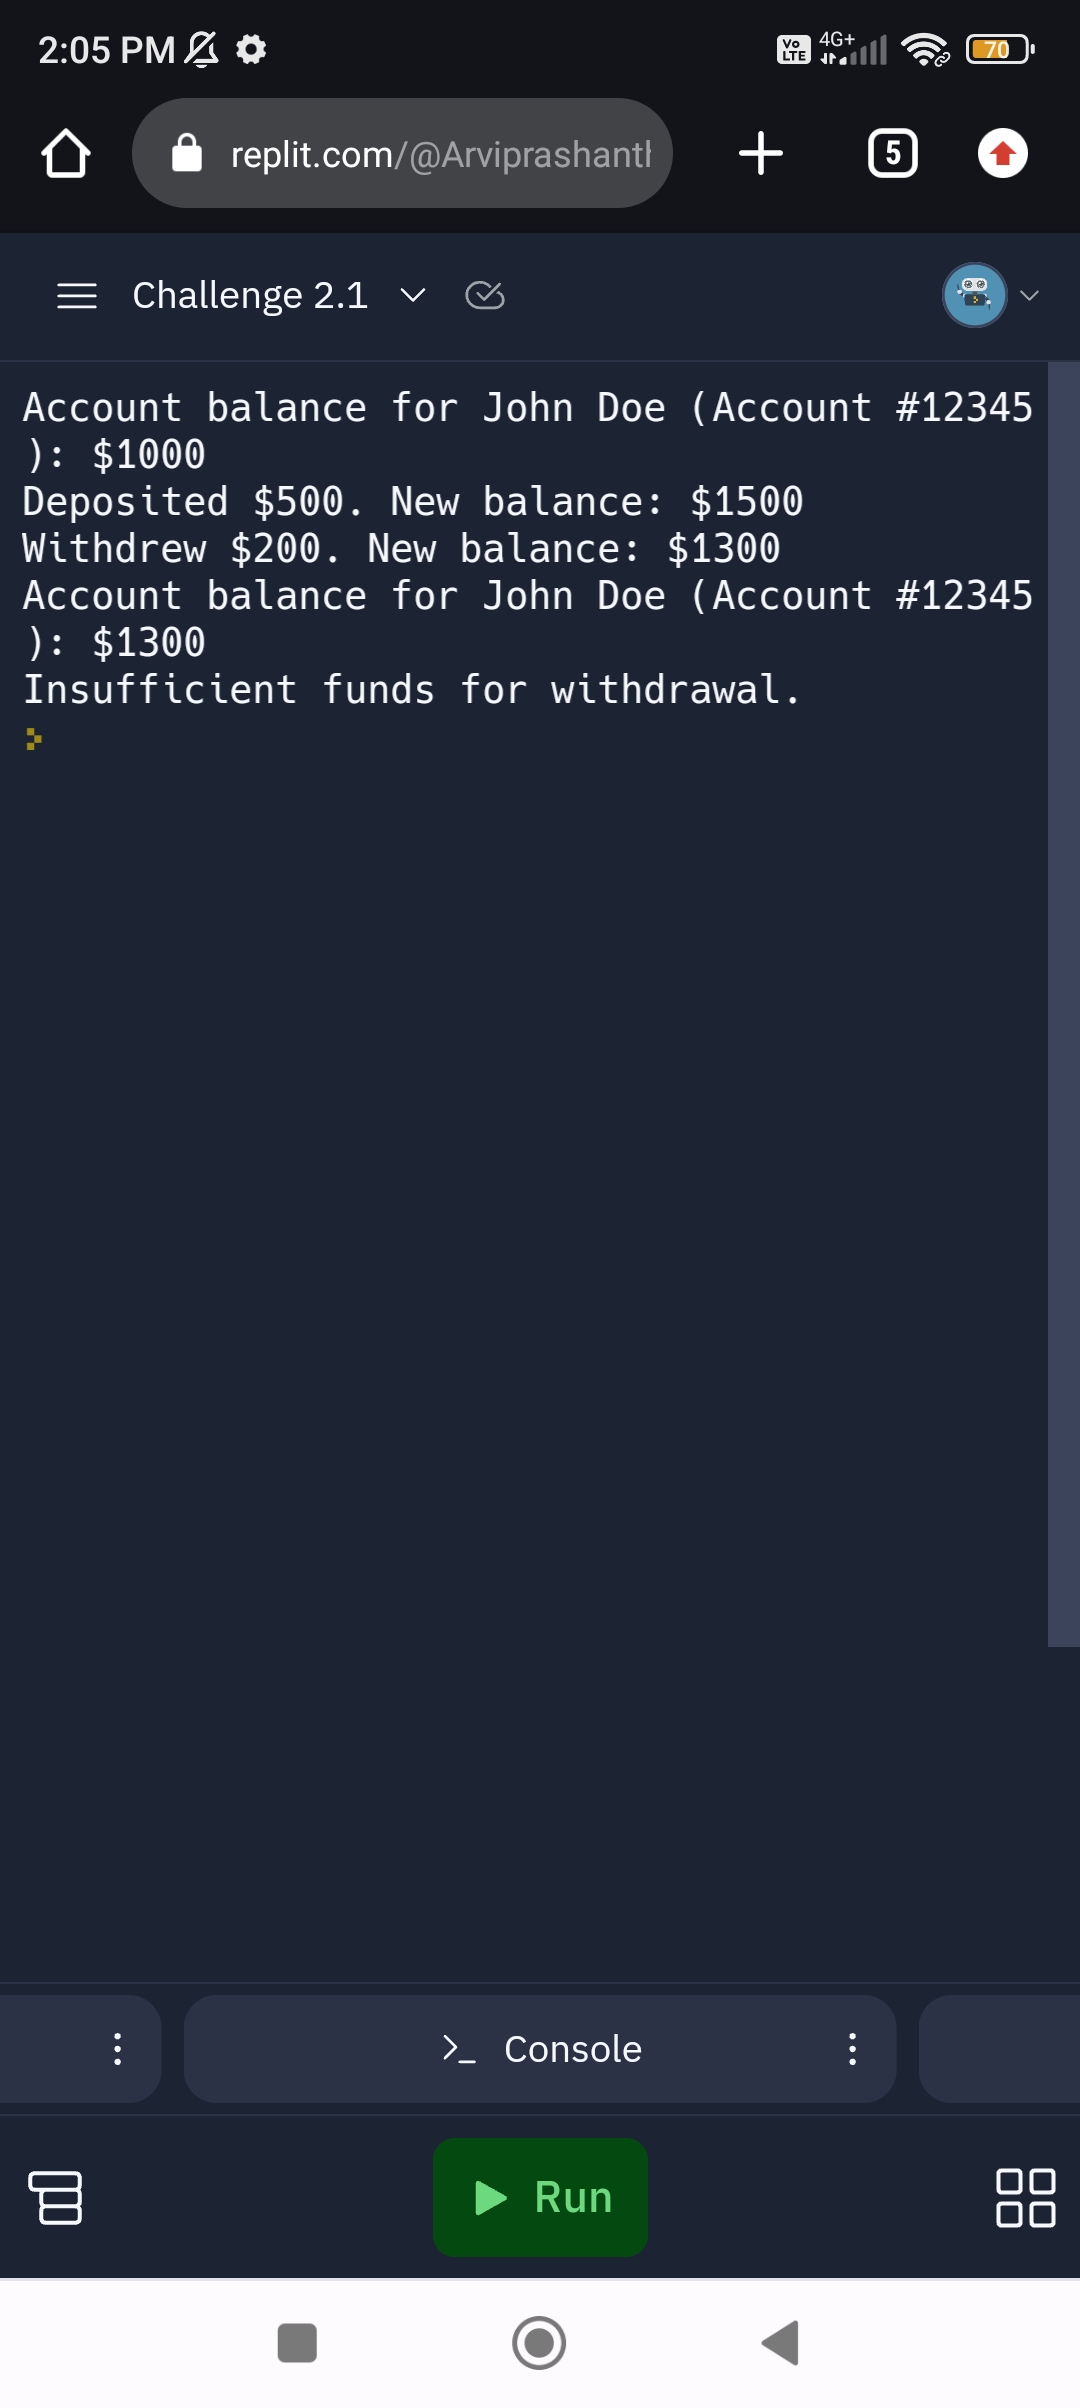 2:05 PM
Vo LTE 4G+ 70
replit.com/@Arviprashant
5
Challenge 2.1
Account balance for John Doe (Account #12345
): $1000
Deposited $500. New balance: $1500
Withdrew $200. New balance: $1300
Account balance for John Doe (Account #12345
): $1300
Insufficient funds for withdrawal.
>_ Console
Run